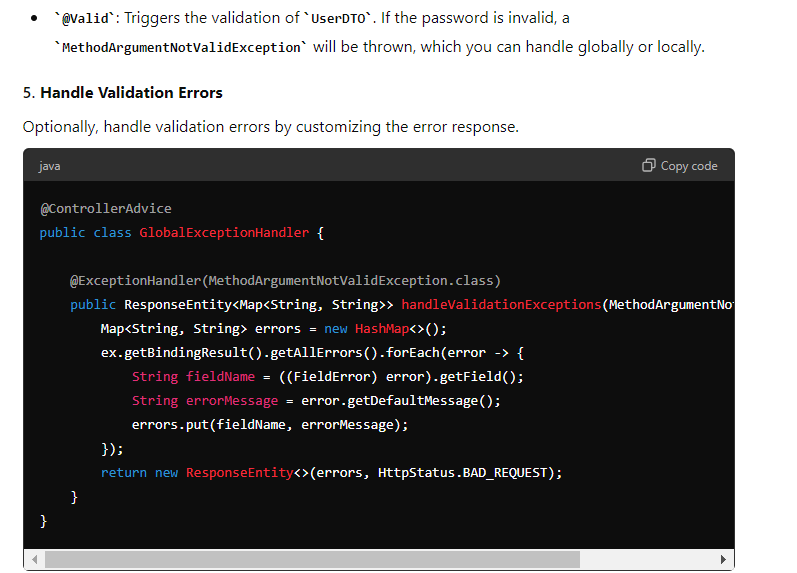 • `@Valid`: Triggers the validation of `UserDTO`. If the password is invalid, a
`MethodArgumentNotValidException` will be thrown, which you can handle globally or locally.
5. Handle Validation Errors
Optionally, handle validation errors by customizing the error response.
java Copy code
@ControllerAdvice
public class GlobalExceptionHandler {
@ExceptionHandler(MethodArgumentNotValidException.class)
public ResponseEntity<Map<String, String>> handleValidationExceptions(MethodArgumentNo
Map<String, String> errors = new HashMap<>();
ex.getBindingResult().getAllErrors().forEach(error -> {
String fieldName = ((FieldError) error).getField();
String errorMessage = error.getDefaultMessage();
errors.put(fieldName, errorMessage);
});
return new ResponseEntity<>(errors, HttpStatus.BAD_REQUEST);
}
}